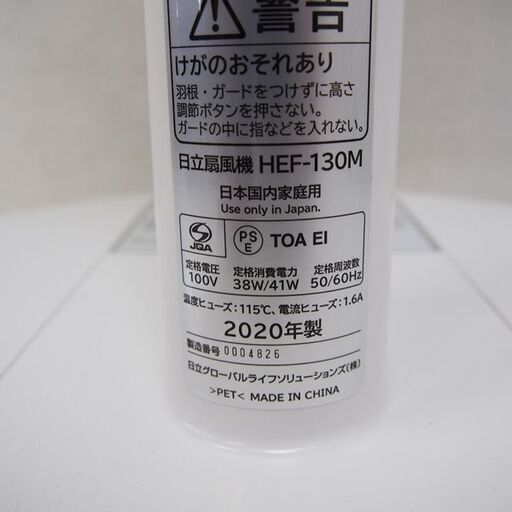 警告
けがのおそれあり
羽根・ガードをつけずに高さ
調節ボタンを押さない。
ガードの中に指などを入れない。
日立扇風機 HEF-130M
日本国内家庭用
Use only in Japan.
JQA PS E TOA EI
定格電圧 定格消費電力 定格周波数
100V 38W/41W 50/60Hz
温度ヒューズ:115℃、電流ヒューズ:1.6A
2020年製
製造番号 0004826
日立グローバルライフソリューションズ(株)
>PET< MADE IN CHINA